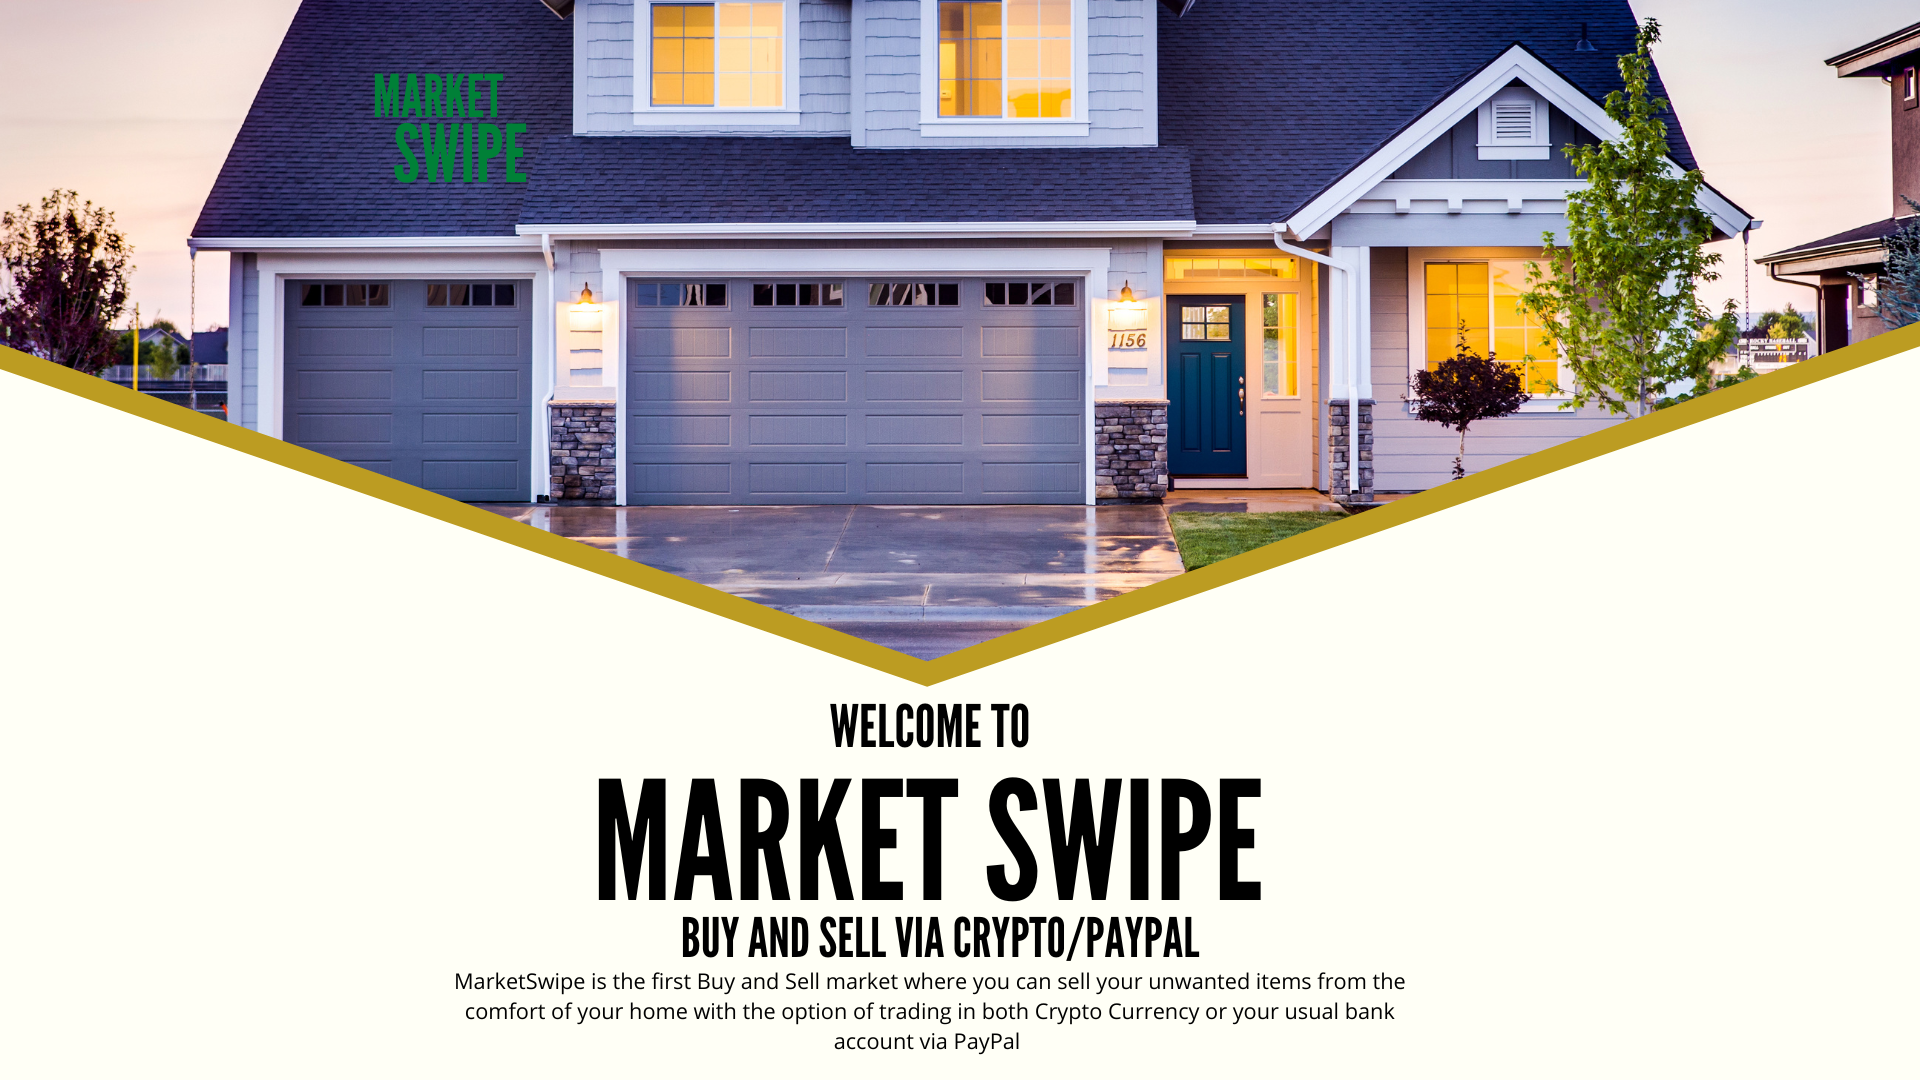 MARKET
SWIPE
1156
WELCOME TO
MARKET SWIPE
BUY AND SELL VIA CRYPTO/PAYPAL
MarketSwipe is the first Buy and Sell market where you can sell your unwanted items from the
comfort of your home with the option of trading in both Crypto Currency or your usual bank
account via PayPal